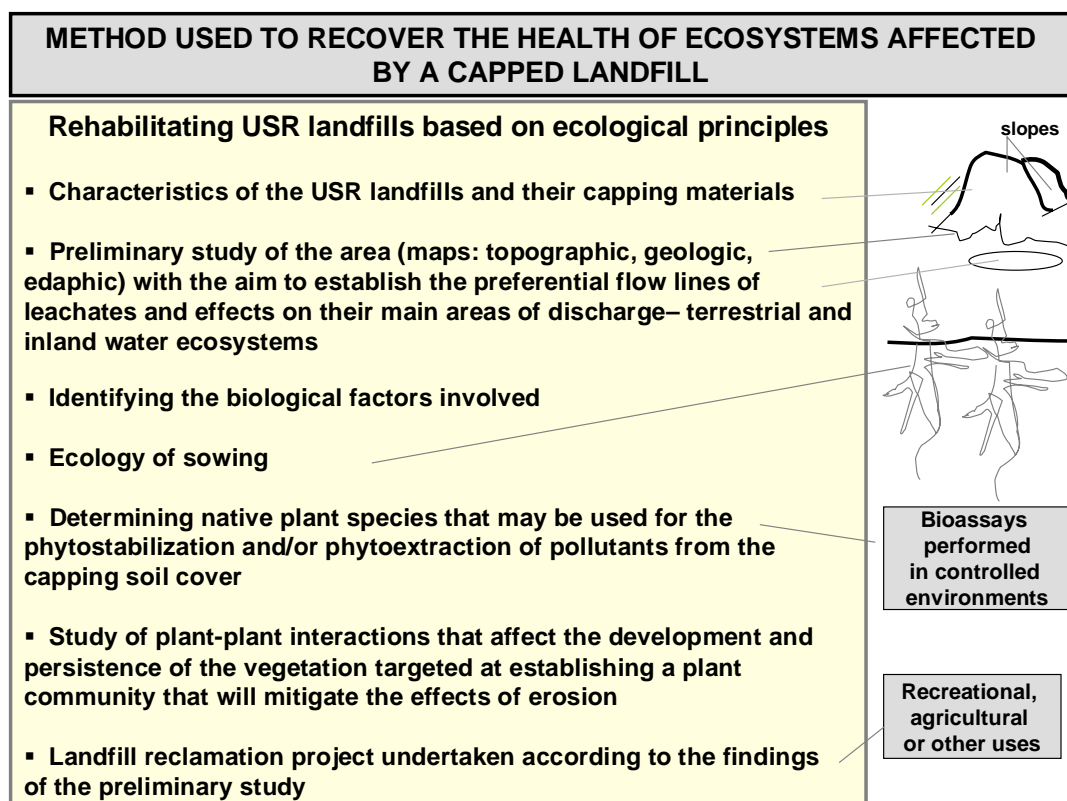 METHOD USED TO RECOVER THE HEALTH OF ECOSYSTEMS AFFECTED
BY A CAPPED LANDFILL
Rehabilitating USR landfills based on ecological principles
▪ Characteristics of the USR landfills and their capping materials
▪ Preliminary study of the area (maps: topographic, geologic,
edaphic) with the aim to establish the preferential flow lines of
leachates and effects on their main areas of discharge– terrestrial and
inland water ecosystems
▪ Identifying the biological factors involved
▪ Ecology of sowing
▪ Determining native plant species that may be used for the
phytostabilization and/or phytoextraction of pollutants from the
capping soil cover
▪ Study of plant-plant interactions that affect the development and
persistence of the vegetation targeted at establishing a plant
community that will mitigate the effects of erosion
▪ Landfill reclamation project undertaken according to the findings
of the preliminary study
slopes
Bioassays
performed
in controlled
environments
Recreational,
agricultural
or other uses